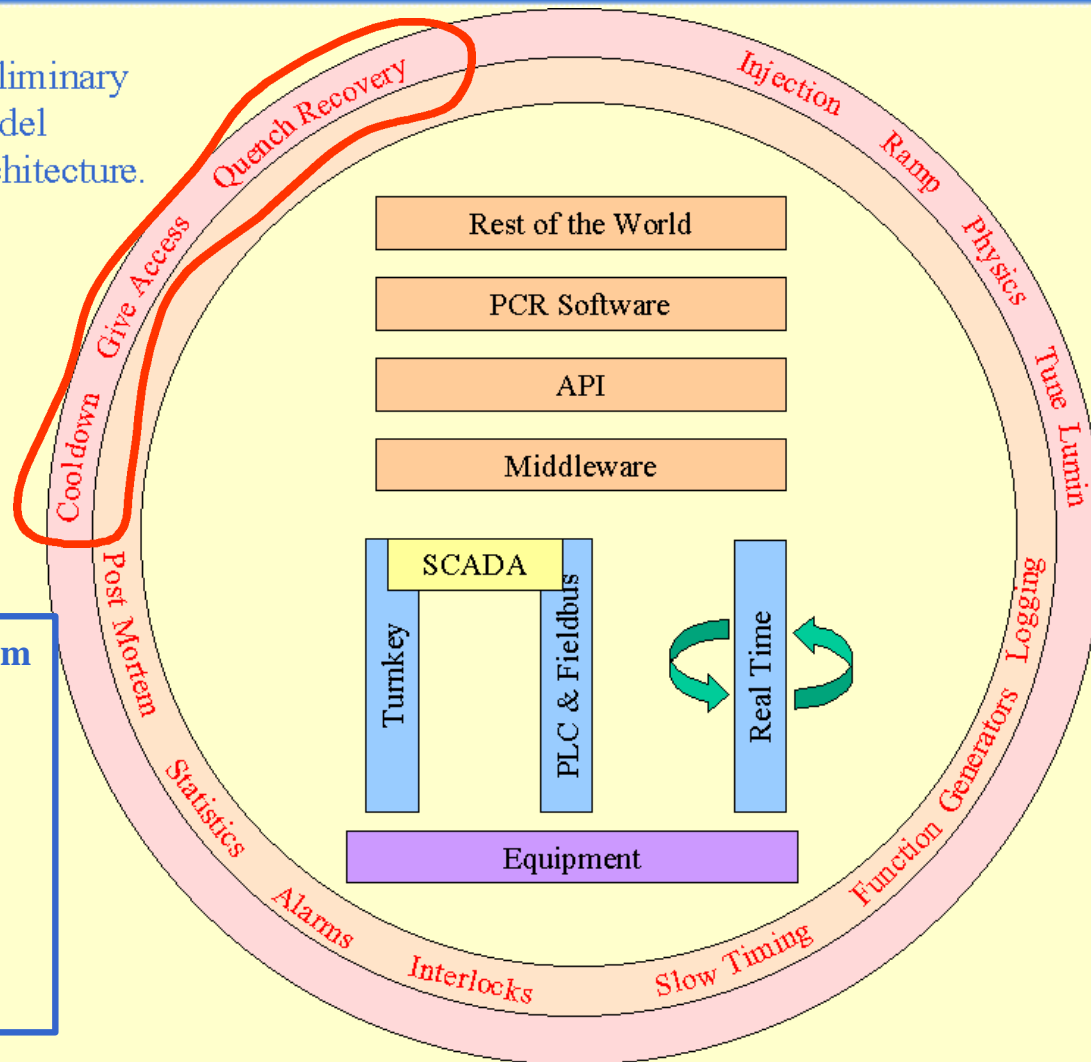 eliminary
del
chitecture.
Quench Recovery
Give Access
Cooldown
Injection
Ramp
Physics
Tune Lumin
Rest of the World
PCR Software
API
Middleware
SCADA
Turnkey
PLC & Fieldbus
Real Time
Equipment
m
Post Mortem
Statistics
Alarms
Interlocks
Slow Timing
Function Generators
Logging